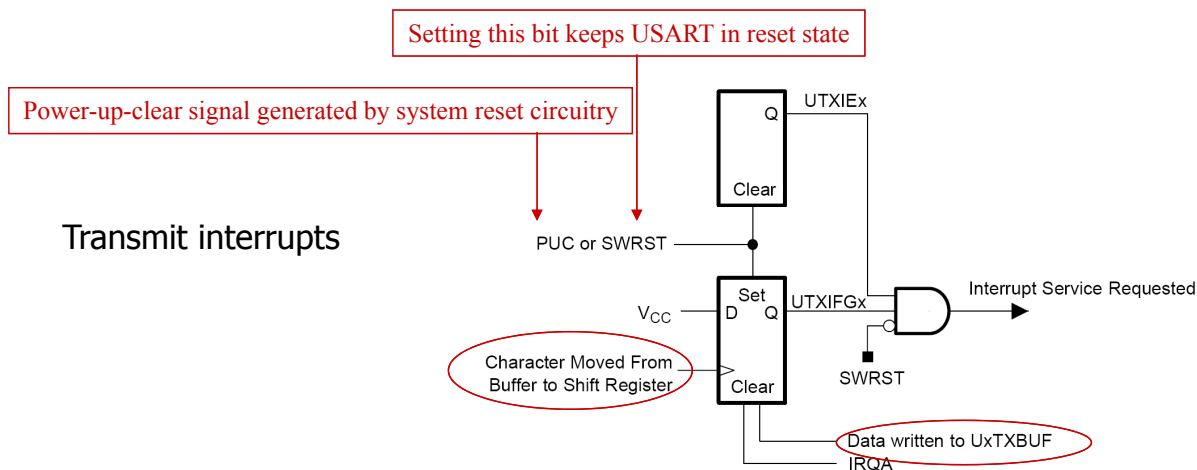 Setting this bit keeps USART in reset state
Power-up-clear signal generated by system reset circuitry
UTXIEx
Q
Clear
Transmit interrupts
PUC or SWRST
Set
VCC
D
Q
UTXIFGx
Interrupt Service Requested
Character Moved From
Buffer to Shift Register
Clear
SWRST
Data written to UxTXBUF
IRQA